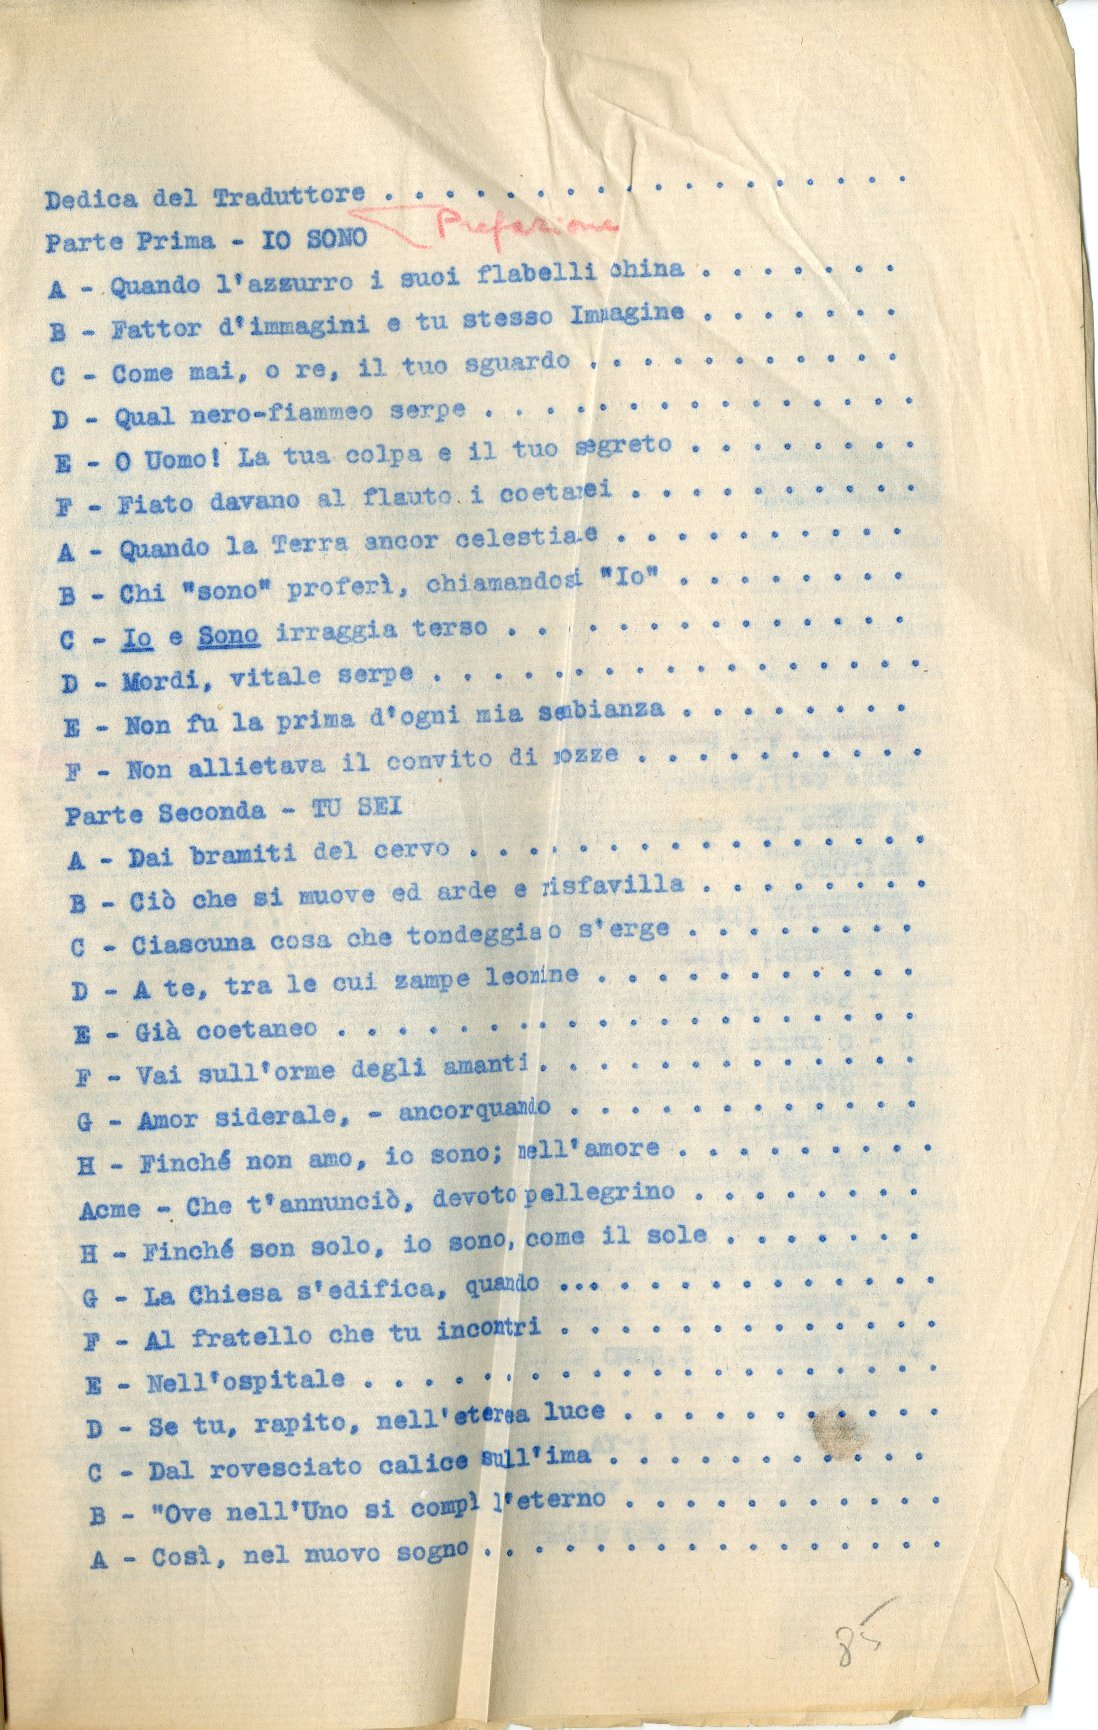 Dedica del Traduttore . . . . . . . . . . . . . . . . . .
Prefazione
Parte Prima - IO SONO
A - Quando l'azzurro i suoi flabelli china . . . . . . .
B - Fattor d'immagini e tu stesso Immagine . . . . . . .
C - Come mai, o re, il tuo sguardo . . . . . . . . . . .
D - Qual nero-fiammeo serpe . . . . . . . . . . . . . . .
E - O Uomo! La tua colpa e il tuo segreto . . . . . . . .
F - Fiato davano al flauto i coetanei . . . . . . . . . .
A - Quando la Terra ancor celestiale . . . . . . . . . .
B - Chi "sono" proferì, chiamandosi "Io" . . . . . . . .
C - Io e Sono irraggia terso . . . . . . . . . . . . .
D - Mordi, vitale serpe . . . . . . . . . . . . . . . . .
E - Non fu la prima d'ogni mia sembianza . . . . . . . .
F - Non allietava il convito di nozze . . . . . . . . . .
Parte Seconda - TU SEI
A - Dai bramiti del cervo . . . . . . . . . . . . . . . .
B - Ciò che si muove ed arde e risfavilla . . . . . . . .
C - Ciascuna cosa che tondeggia o s'erge . . . . . . . .
D - A te, tra le cui zampe leonine . . . . . . . . . . .
E - Già coetaneo . . . . . . . . . . . . . . . . . . . .
F - Vai sull'orme degli amanti . . . . . . . . . . . . .
G - Amor siderale, - ancorquando . . . . . . . . . . . .
H - Finché non amo, io sono; nell'amore . . . . . . . . .
Acme - Che t'annunciò, devoto pellegrino . . . . . . . .
H - Finché son solo, io sono, come il sole . . . . . . .
G - La Chiesa s'edifica, quando ... . . . . . . . . . . .
F - Al fratello che tu incontri . . . . . . . . . . . . .
E - Nell'ospitale . . . . . . . . . . . . . . . . . . .
D - Se tu, rapito, nell'eterea luce . . . . . . . . . . .
C - Dal rovesciato calice sull'ima . . . . . . . . . . .
B - "Ove nell'Uno si compì l'eterno . . . . . . . . . . .
A - Così, nel nuovo sogno . . . . . . . . . . . . . . . .
85